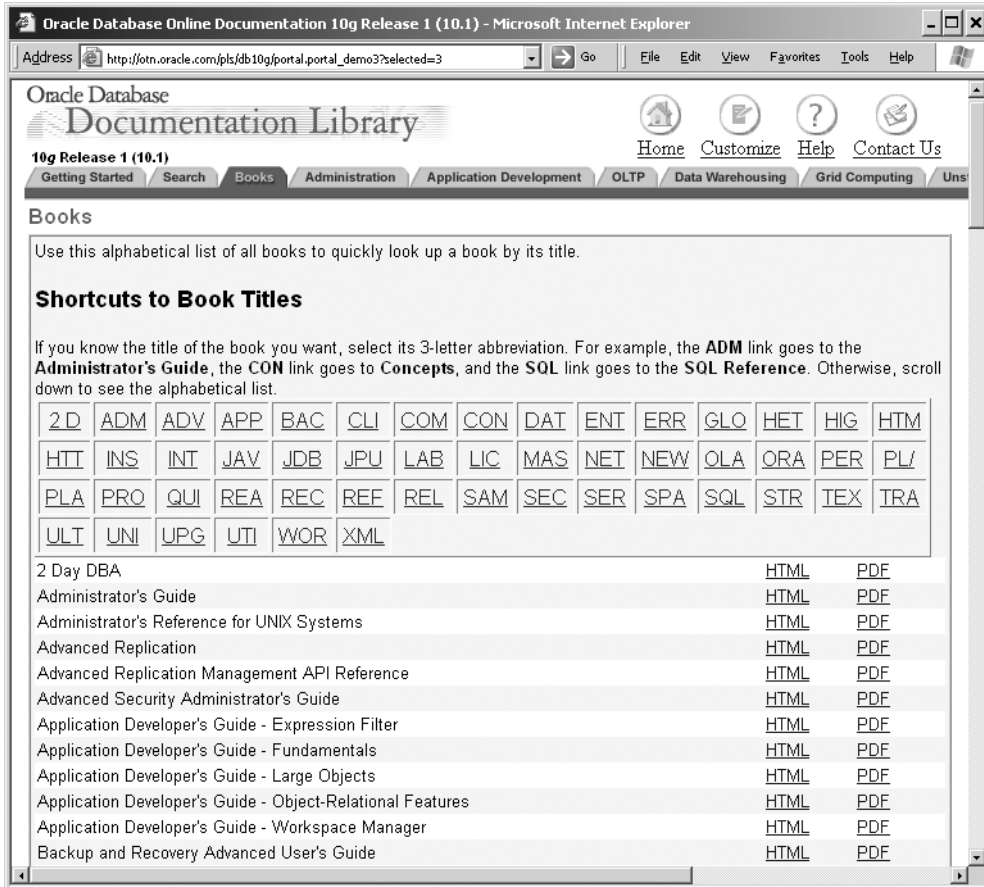 Oracle Database Online Documentation 10g Release 1 (10.1) - Microsoft Internet Explorer
Address http://otn.oracle.com/pls/db10g/portal.portal_demo3?selected=3 Go File Edit View Favorites Tools Help
Oracle Database
Documentation Library
Home Customize Help Contact Us
10g Release 1 (10.1)
Getting Started Search Books Administration Application Development OLTP Data Warehousing Grid Computing Uns
Books
Use this alphabetical list of all books to quickly look up a book by its title.
Shortcuts to Book Titles
If you know the title of the book you want, select its 3-letter abbreviation. For example, the ADM link goes to the
Administrator's Guide, the CON link goes to Concepts, and the SQL link goes to the SQL Reference. Otherwise, scroll
down to see the alphabetical list.
2 D ADM ADV APP BAC CLI COM CON DAT ENT ERR GLO HET HIG HTM
HTT INS INT JAV JDB JPU LAB LIC MAS NET NEW OLA ORA PER PL/
PLA PRO QUI REA REC REF REL SAM SEC SER SPA SQL STR TEX TRA
ULT UNI UPG UTI WOR XML
2 Day DBA HTML PDF
Administrator's Guide HTML PDF
Administrator's Reference for UNIX Systems HTML PDF
Advanced Replication HTML PDF
Advanced Replication Management API Reference HTML PDF
Advanced Security Administrator's Guide HTML PDF
Application Developer's Guide - Expression Filter HTML PDF
Application Developer's Guide - Fundamentals HTML PDF
Application Developer's Guide - Large Objects HTML PDF
Application Developer's Guide - Object-Relational Features HTML PDF
Application Developer's Guide - Workspace Manager HTML PDF
Backup and Recovery Advanced User's Guide HTML PDF